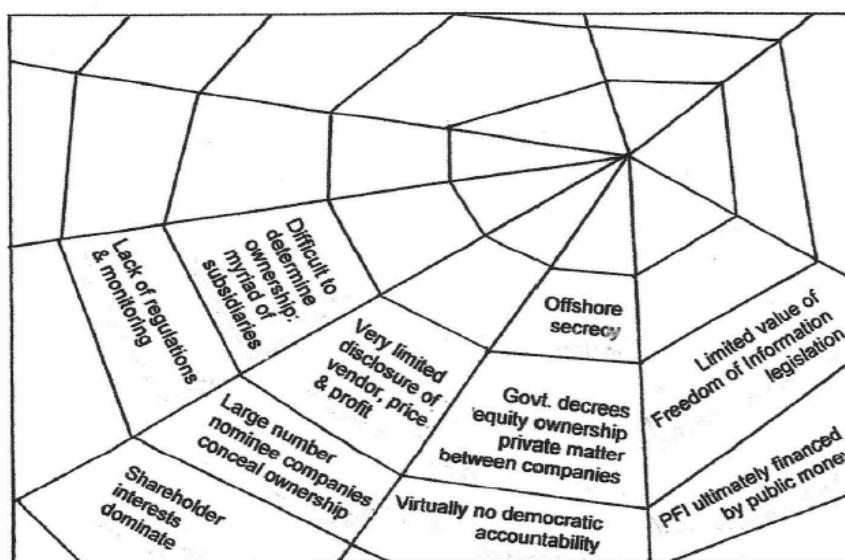 Lack of regulations
& monitoring
Difficult to
determine
ownership:
myriad of
subsidiaries
Very limited
disclosure of
vendor, price
& profit
Large number
nominee companies
conceal ownership
Shareholder
interests
dominate
Offshore
secrecy
Govt. decrees
equity ownership
private matter
between companies
Virtually no democratic
accountability
Limited value of
Freedom of Information
legislation
PFI ultimately financed
by public money